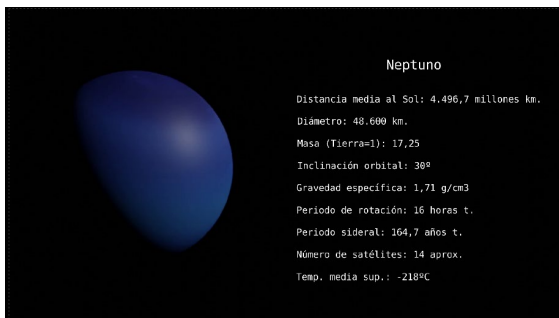 Neptuno
Distancia media al Sol: 4.496,7 millones km.
Diámetro: 48.600 km.
Masa (Tierra=1): 17,25
Inclinación orbital: 30º
Gravedad específica: 1,71 g/cm3
Periodo de rotación: 16 horas t.
Periodo sideral: 164,7 años t.
Número de satélites: 14 aprox.
Temp. media sup.: -218ºC